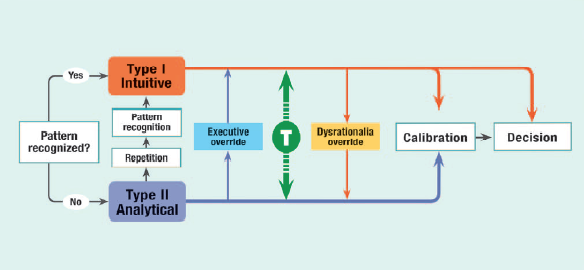 Yes
Type I
Intuitive
Pattern
recognized?
Pattern
recognition
Repetition
No
Type II
Analytical
Executive
override
T
Dysrationalia
override
Calibration
Decision